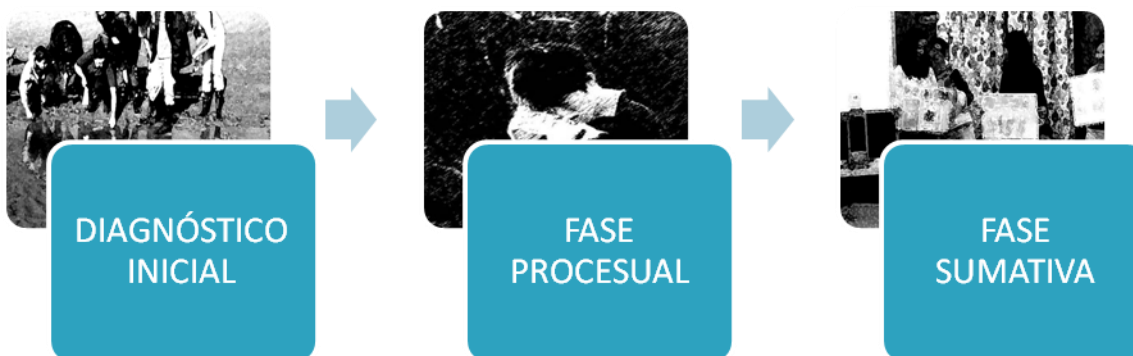 DIAGNÓSTICO
INICIAL
FASE
PROCESUAL
FASE
SUMATIVA